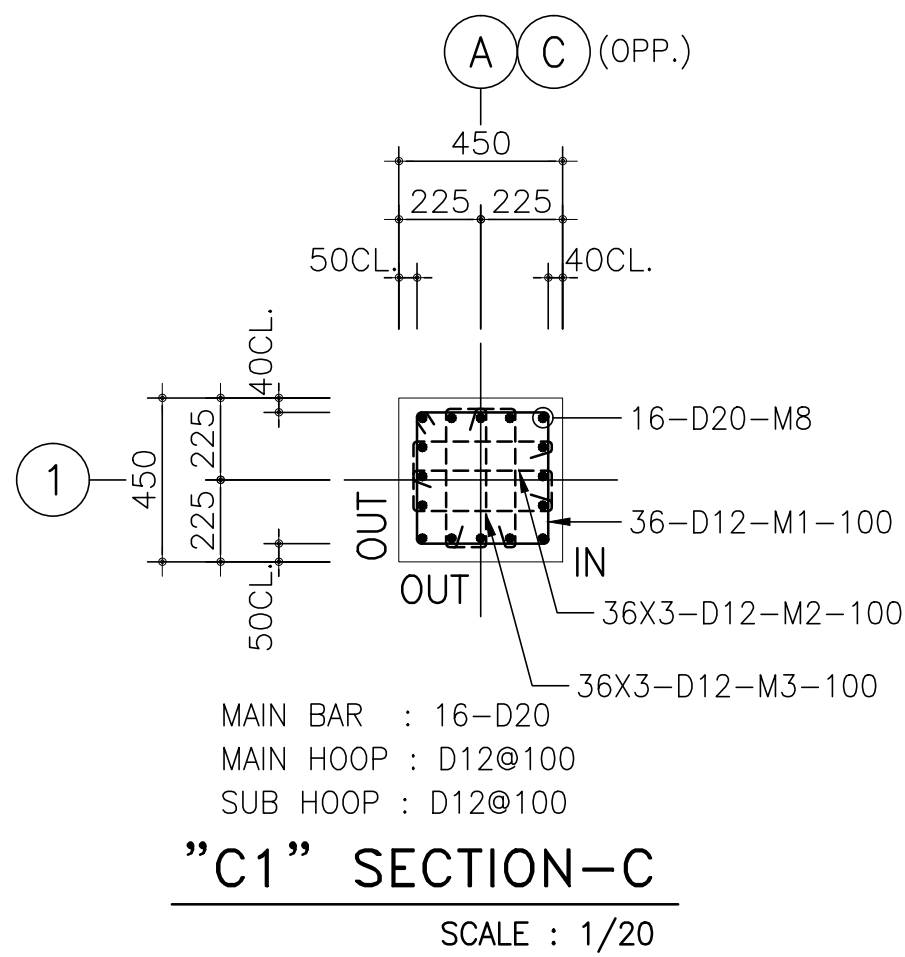 A C (OPP.)
450
225 225
50CL. 40CL.
40CL.
225
450
225
50CL.
1
16-D20-M8
36-D12-M1-100
OUT
IN
OUT
36X3-D12-M2-100
36X3-D12-M3-100
MAIN BAR : 16-D20
MAIN HOOP : D12@100
SUB HOOP : D12@100
"C1" SECTION-C
SCALE : 1/20